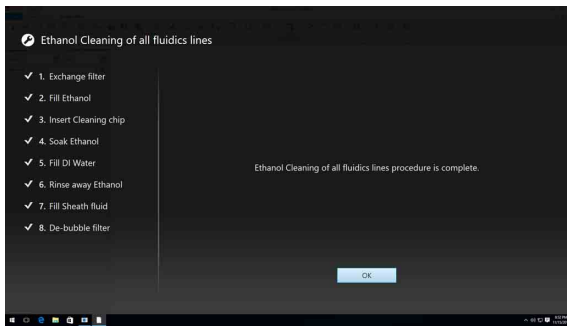 Ethanol Cleaning of all fluidics lines
1. Exchange filter
2. Fill Ethanol
3. Insert Cleaning chip
4. Soak Ethanol
5. Fill DI Water
6. Rinse away Ethanol
7. Fill Sheath fluid
8. De-bubble filter
Ethanol Cleaning of all fluidics lines procedure is complete.
OK